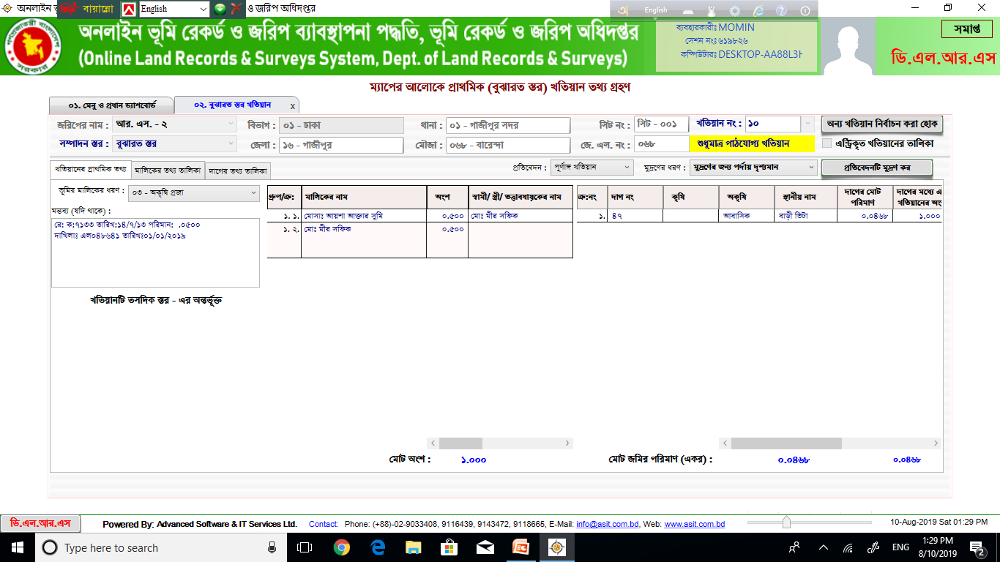 অনলাইন ভূ বায়ান্নো English ও জরিপ অধিদপ্তর
English
অনলাইন ভূমি রেকর্ড ও জরিপ ব্যাবস্থাপনা পদ্ধতি, ভূমি রেকর্ড ও জরিপ অধিদপ্তর
(Online Land Records & Surveys System, Dept. of Land Records & Surveys)
ব্যবহারকারীঃ MOMIN
সেশন নংঃ ৬১৯৮২৬
কম্পিউটারঃ DESKTOP-AA88L3H
সমাপ্ত
ডি.এল.আর.এস
ম্যাপের আলোকে প্রাথমিক (বুঝারত স্তর) খতিয়ান তথ্য গ্রহণ
০১. মেনু ও প্রধান ড্যাশবোর্ড ০২. বুঝারত স্তর খতিয়ান x
জরিপের নাম : আর. এস. - ২ বিভাগ : ০১ - ঢাকা থানা : ০১ - গাজীপুর সদর সিট নং : সিট - ০০১ খতিয়ান নং : ১০ অন্য খতিয়ান নির্বাচন করা হোক
সম্পাদন স্তর : বুঝারত স্তর জেলা : ১৬ - গাজীপুর মৌজা : ০৬৮ - বারেন্দা জে. এল. নং : ০৬৮ শুধুমাত্র পাঠযোগ্য খতিয়ান এন্ট্রিকৃত খতিয়ানের তালিকা
খতিয়ানের প্রাথমিক তথ্য মালিকের তথ্য তালিকা দাগের তথ্য তালিকা প্রতিবেদন : পূর্ণাঙ্গ খতিয়ান মুদ্রণের ধরণ : মুদ্রণের জন্য পর্দায় দৃশ্যমান প্রতিবেদনটি মুদ্রণ কর
ভূমির মালিকের ধরণ : ০৩ - অকৃষি প্রজা
মন্তব্য (যদি থাকে) :
রে: ক:৭১৩৩ তারিখ:১৪/৭/১৩ পরিমান: .০৫০০
দাখিলাঃ এল০৪৮৬৪১ তারিখঃ০১/০১/২০১৯
খতিয়ানটি তসদিক স্তর - এর অন্তর্ভূক্ত
গ্রুপ/ক্র: মালিকের নাম অংশ স্বামী/ স্ত্রী/ তত্ত্বাবধায়কের নাম
১. ১. মোসাঃ আয়শা আক্তার সুমি ০.৫০০ মোঃ মীর সফিক
১. ২. মোঃ মীর সফিক ০.৫০০
ক্র:নং দাগ নং কৃষি অকৃষি স্থানীয় নাম দাগের মোট পরিমাণ দাগের মধ্যে এ খতিয়ানের অং
১. ৪৭ আবাসিক বাড়ী ভিটা ০.০৪৬৮ ১.০০০
মোট অংশ : ১.০০০ মোট জমির পরিমাণ (একর) : ০.০৪৬৮ ০.০৪৬৮
ডি.এল.আর.এস Powered By: Advanced Software & IT Services Ltd. Contact: Phone: (+88)-02-9033408, 9116439, 9143472, 9118665, E-Mail: info@asit.com.bd, Web: www.asit.com.bd 10-Aug-2019 Sat 01:29 PM
Type here to search ENG 1:29 PM
8/10/2019 2